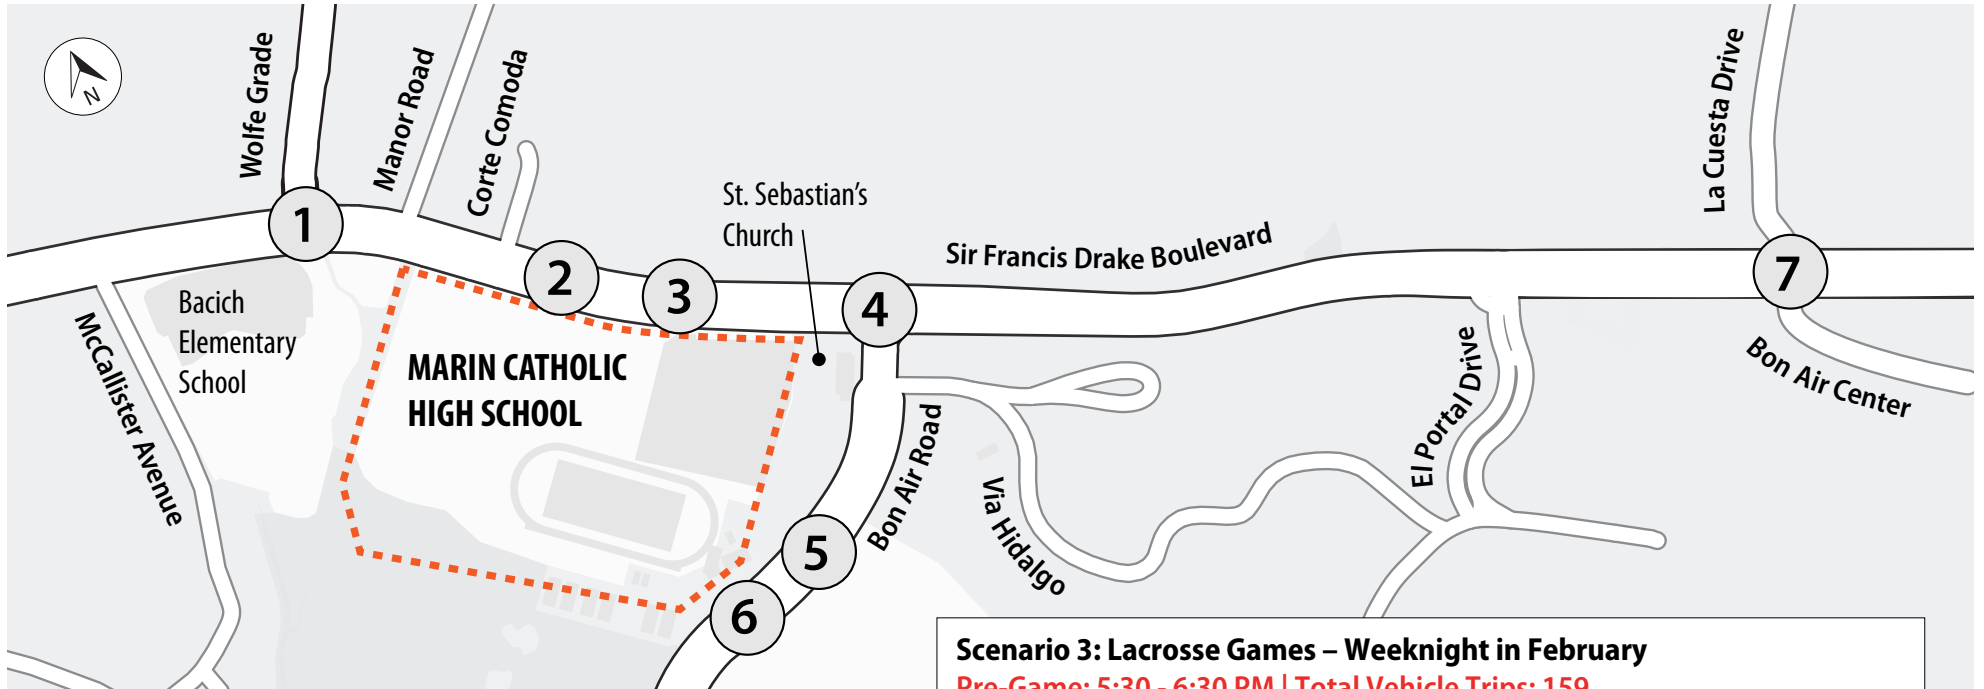 N
Wolfe Grade
Manor Road
Corte Comoda
La Cuesta Drive
1
St. Sebastian's
Church
Sir Francis Drake Boulevard
2
3
4
7
Bacich
Elementary
School
McCallister Avenue
MARIN CATHOLIC
HIGH SCHOOL
Bon Air Road
El Portal Drive
Bon Air Center
Via Hidalgo
5
6
Scenario 3: Lacrosse Games – Weeknight in February
Pre-Game: 5:30 - 6:30 PM | Total Vehicle Trips: 159